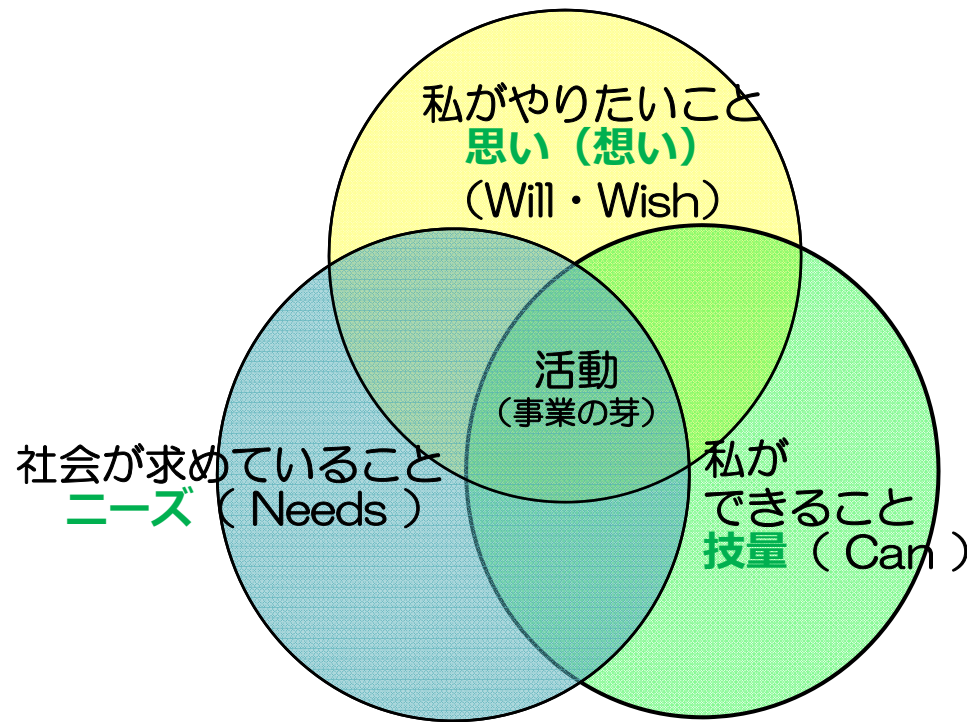 私がやりたいこと
思い（想い）
（Will・Wish）
活動
（事業の芽）
社会が求めていること
ニーズ（ Needs ）
私が
できること
技量（ Can ）